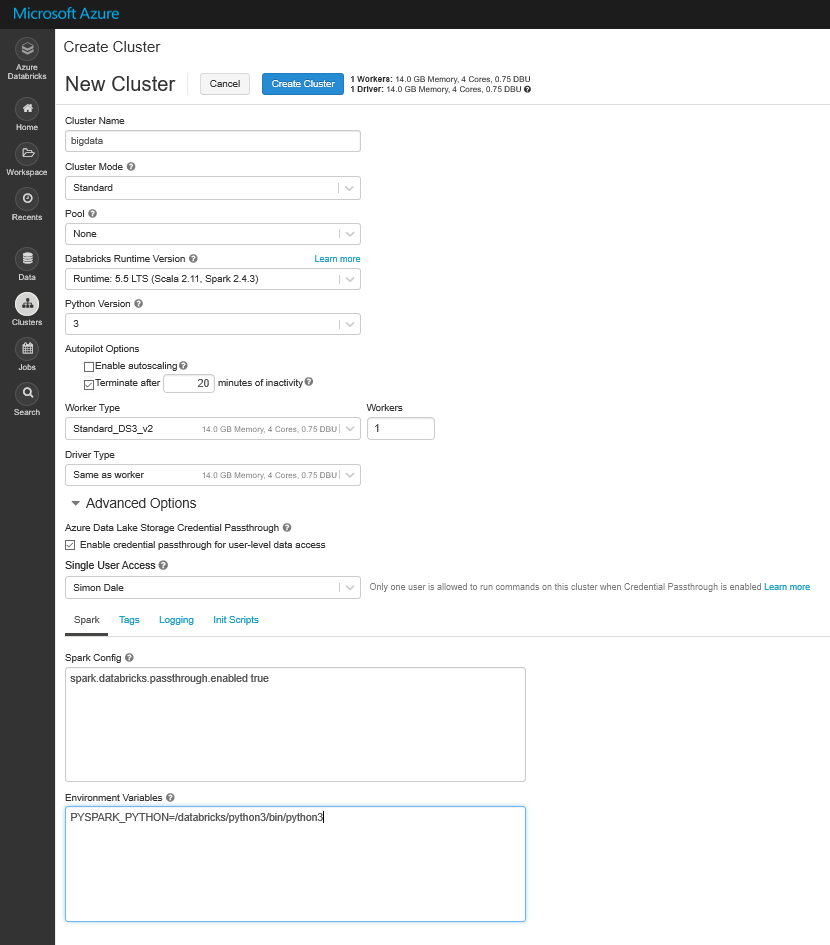 Microsoft Azure
Azure
Databricks
Home
Workspace
Recents
Data
Clusters
Jobs
Search
Create Cluster
New Cluster
Cancel
Create Cluster
1 Workers: 14.0 GB Memory, 4 Cores, 0.75 DBU
1 Driver: 14.0 GB Memory, 4 Cores, 0.75 DBU ?
Cluster Name
bigdata
Cluster Mode ?
Standard
Pool ?
None
Databricks Runtime Version ? Learn more
Runtime: 5.5 LTS (Scala 2.11, Spark 2.4.3)
Python Version ?
3
Autopilot Options
Enable autoscaling ?
Terminate after 20 minutes of inactivity ?
Worker Type Workers
Standard_DS3_v2 14.0 GB Memory, 4 Cores, 0.75 DBU 1
Driver Type
Same as worker 14.0 GB Memory, 4 Cores, 0.75 DBU
Advanced Options
Azure Data Lake Storage Credential Passthrough ?
Enable credential passthrough for user-level data access
Single User Access ?
Simon Dale Only one user is allowed to run commands on this cluster when Credential Passthrough is enabled Learn more
Spark Tags Logging Init Scripts
Spark Config ?
spark.databricks.passthrough.enabled true
Environment Variables ?
PYSPARK_PYTHON=/databricks/python3/bin/python3